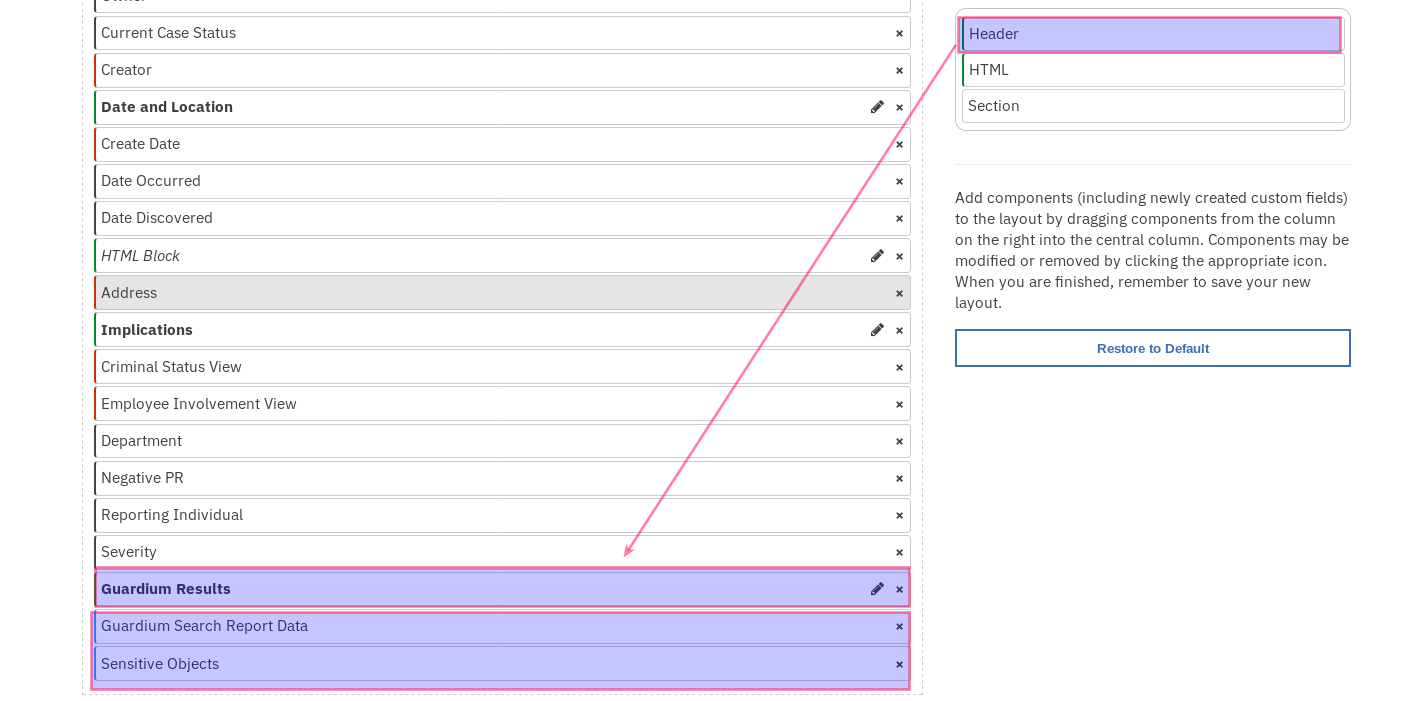 Owner
Current Case Status ×
Creator ×
Date and Location ×
Create Date ×
Date Occurred ×
Date Discovered ×
HTML Block ×
Address ×
Implications ×
Criminal Status View ×
Employee Involvement View ×
Department ×
Negative PR ×
Reporting Individual ×
Severity ×
Guardium Results ×
Guardium Search Report Data ×
Sensitive Objects ×
Header
HTML
Section
Add components (including newly created custom fields)
to the layout by dragging components from the column
on the right into the central column. Components may be
modified or removed by clicking the appropriate icon.
When you are finished, remember to save your new
layout.
Restore to Default